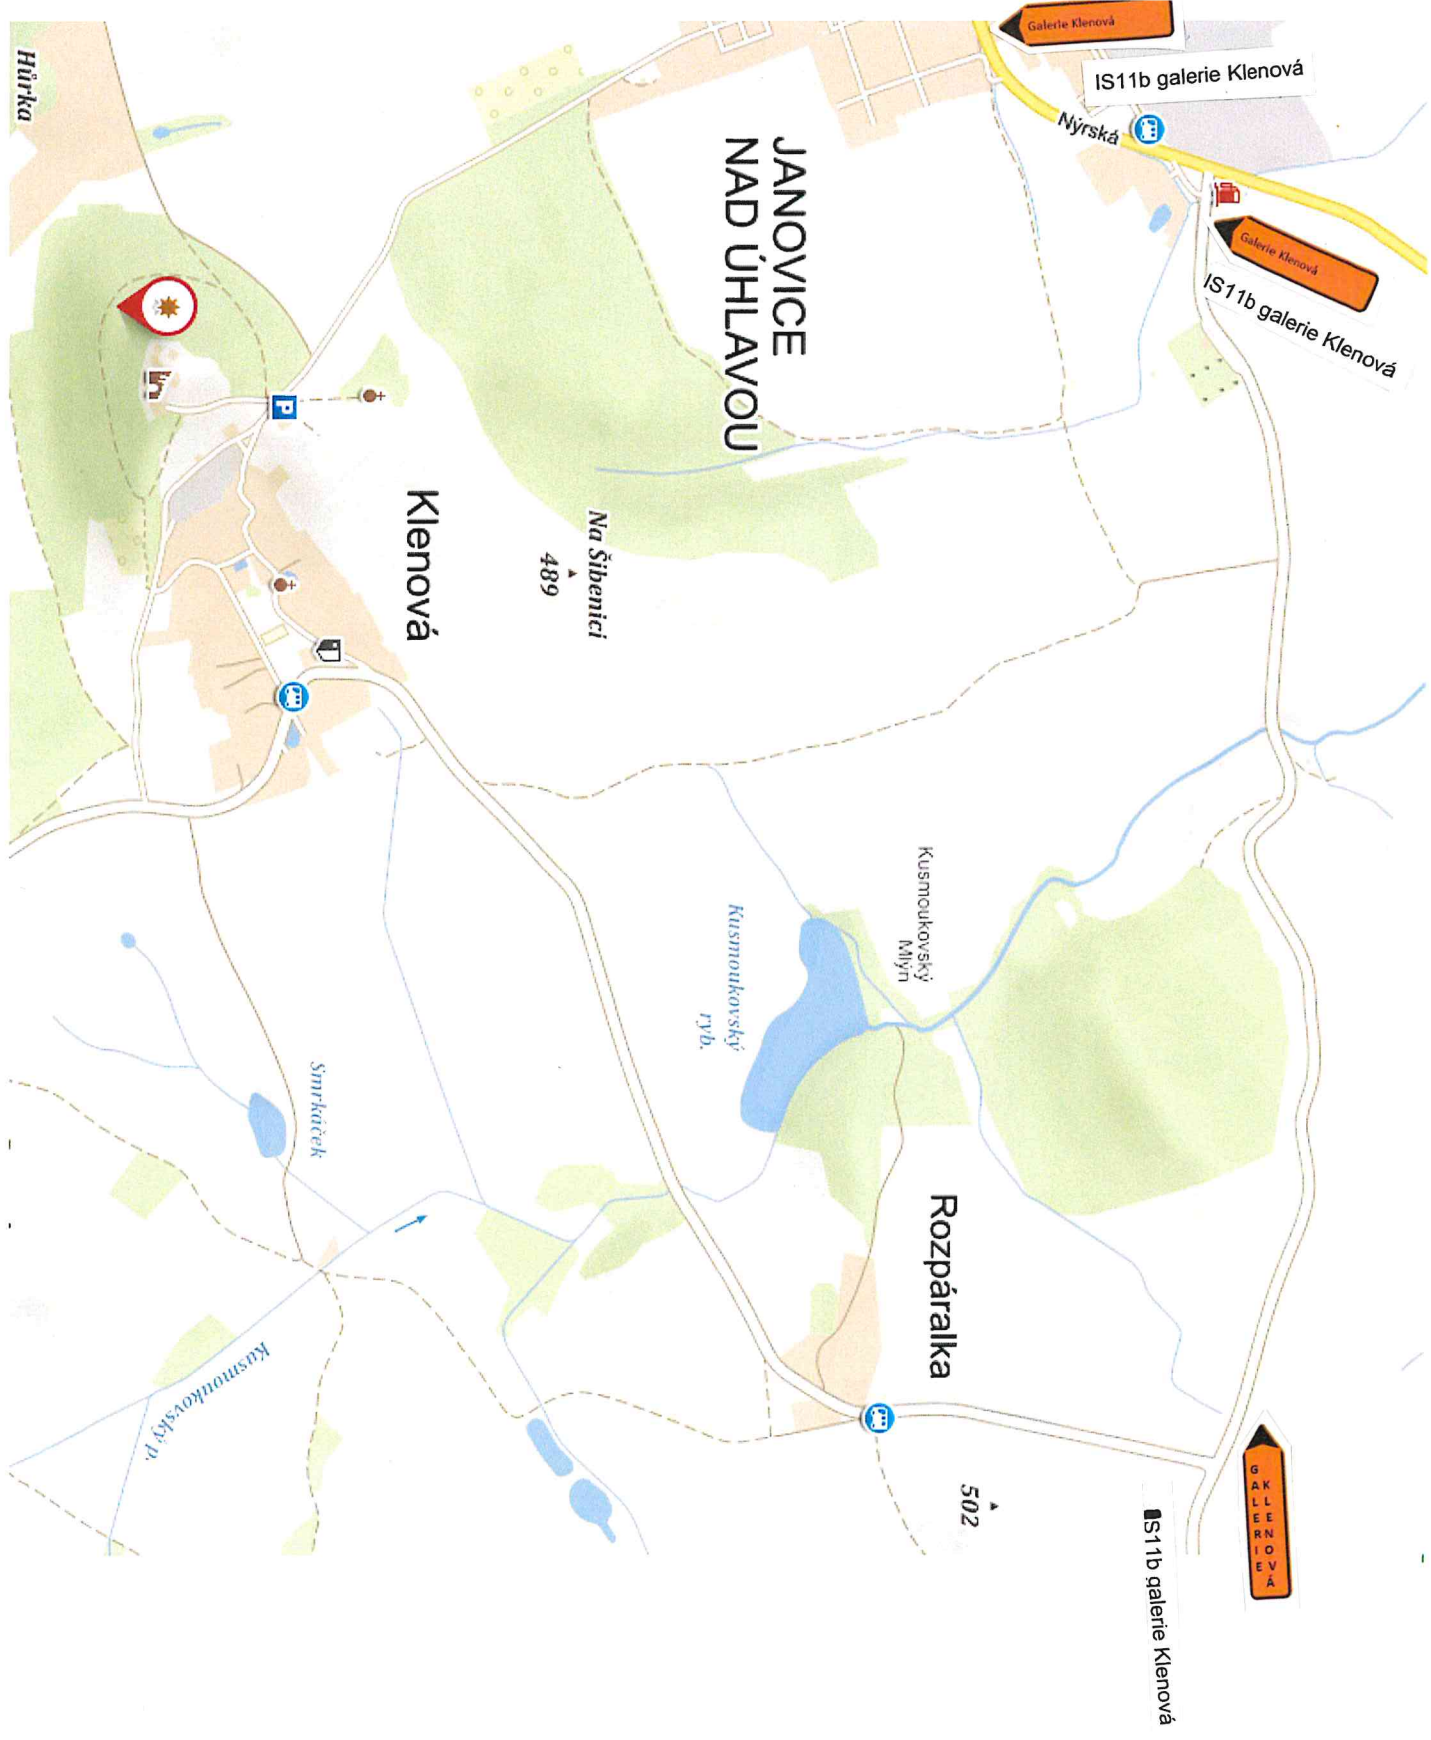 Galerie Klenová
IS11b galerie Klenová
Nýrská
Galerie Klenová
IS11b galerie Klenová
JANOVICE
NAD ÚHLAVOU
Hůrka
P
Klenová
Na Šibenici
489
Kusmoukovský
Mlýn
Kusmoukovský
ryb.
Smrkáček
Rozpáralka
Kusmoukovský p.
502
GALERIE
KLENOVÁ
IS11b galerie Klenová